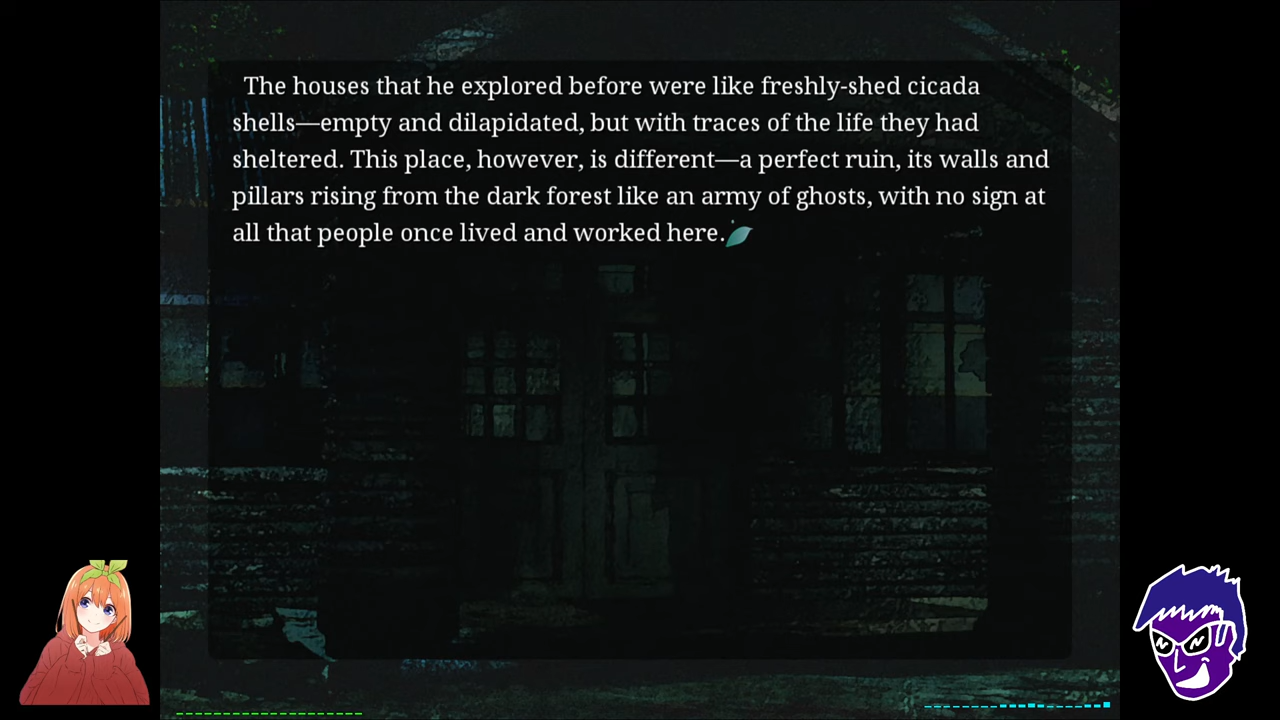 The houses that he explored before were like freshly-shed cicada
shells—empty and dilapidated, but with traces of the life they had
sheltered. This place, however, is different—a perfect ruin, its walls and
pillars rising from the dark forest like an army of ghosts, with no sign at
all that people once lived and worked here.